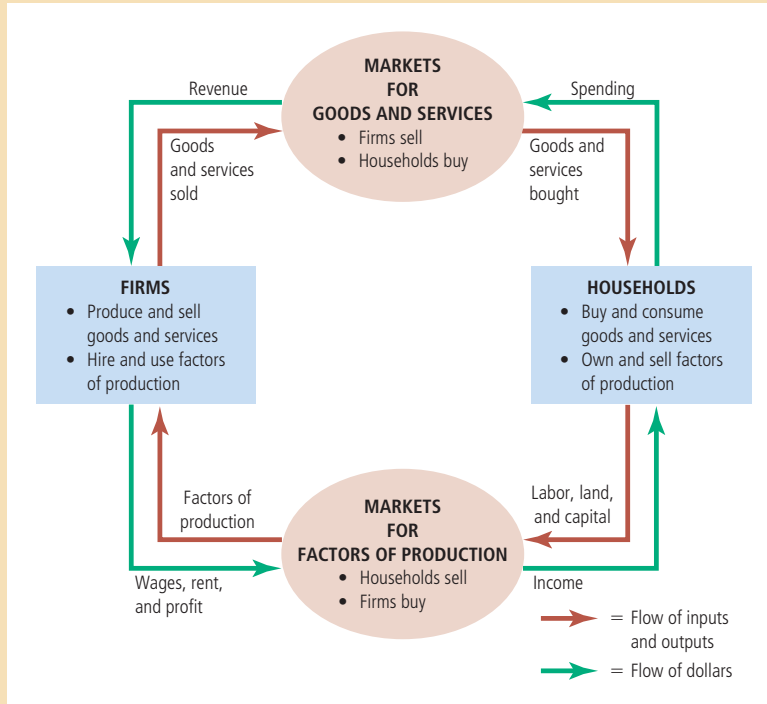 MARKETS
FOR
GOODS AND SERVICES
• Firms sell
• Households buy
Revenue
Spending
Goods
and services
sold
Goods and
services
bought
FIRMS
• Produce and sell
goods and services
• Hire and use factors
of production
HOUSEHOLDS
• Buy and consume
goods and services
• Own and sell factors
of production
Factors of
production
Labor, land,
and capital
MARKETS
FOR
FACTORS OF PRODUCTION
• Households sell
• Firms buy
Wages, rent,
and profit
Income
= Flow of inputs
and outputs
= Flow of dollars